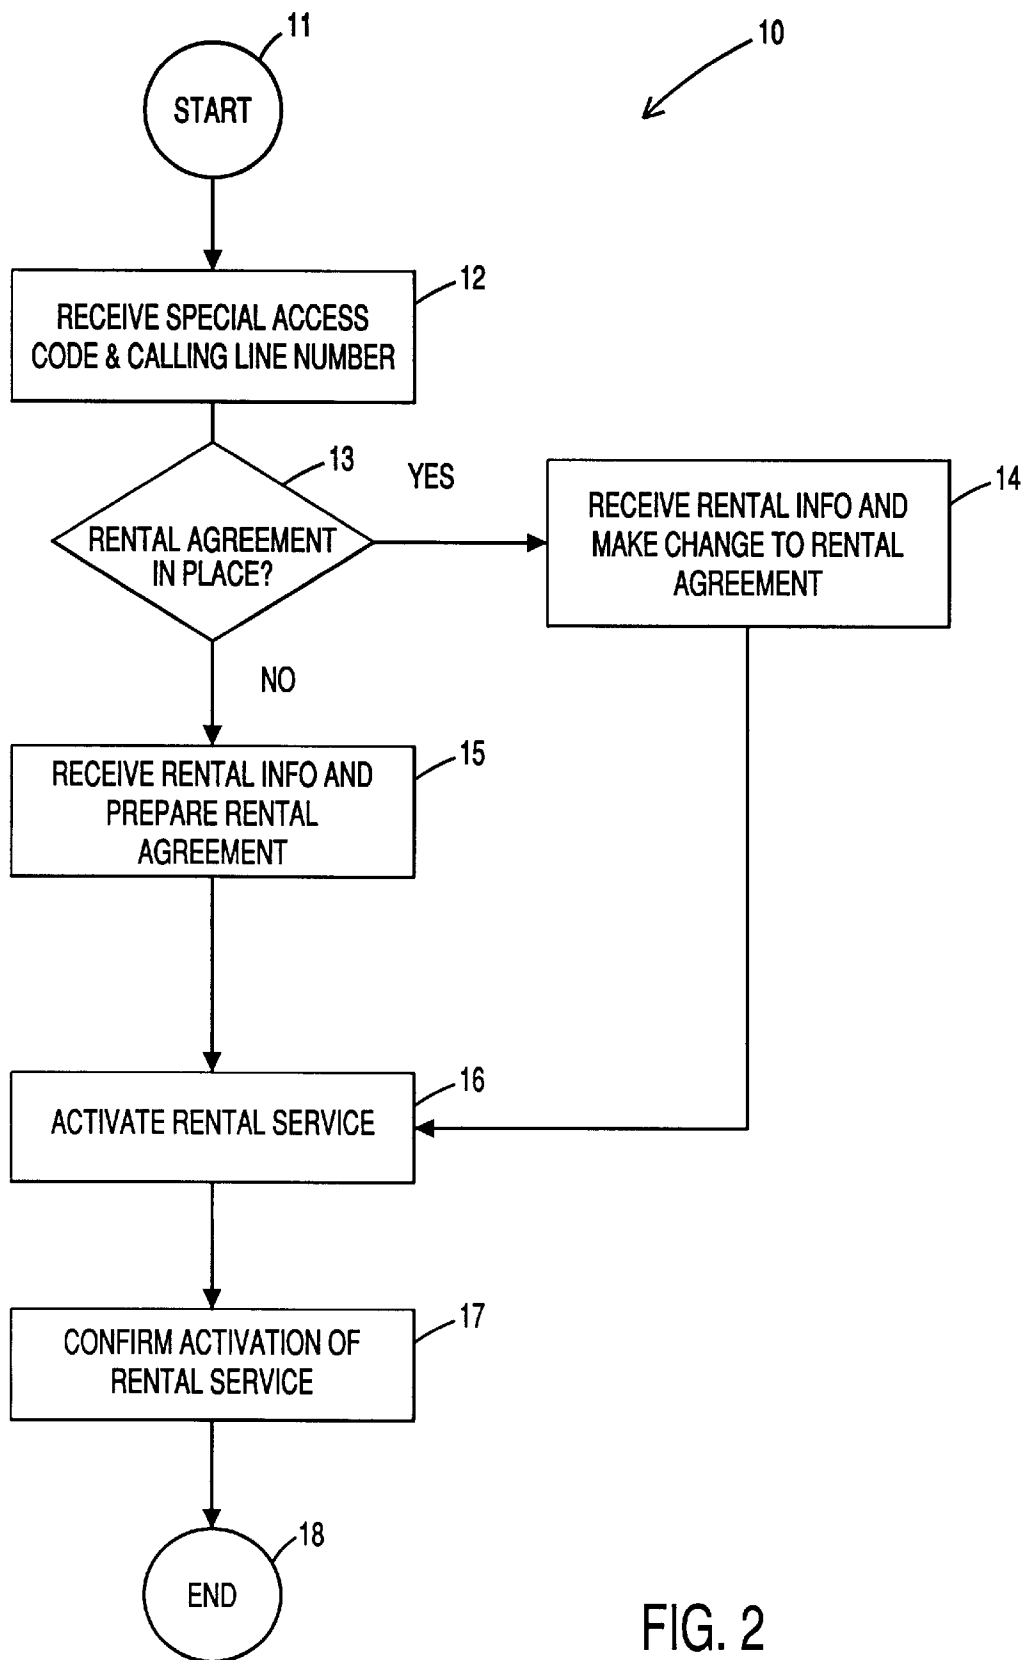 11
10
START
12
RECEIVE SPECIAL ACCESS
CODE & CALLING LINE NUMBER
13
YES
14
RENTAL AGREEMENT
IN PLACE?
RECEIVE RENTAL INFO AND
MAKE CHANGE TO RENTAL
AGREEMENT
NO
15
RECEIVE RENTAL INFO AND
PREPARE RENTAL
AGREEMENT
16
ACTIVATE RENTAL SERVICE
17
CONFIRM ACTIVATION OF
RENTAL SERVICE
18
END
FIG. 2